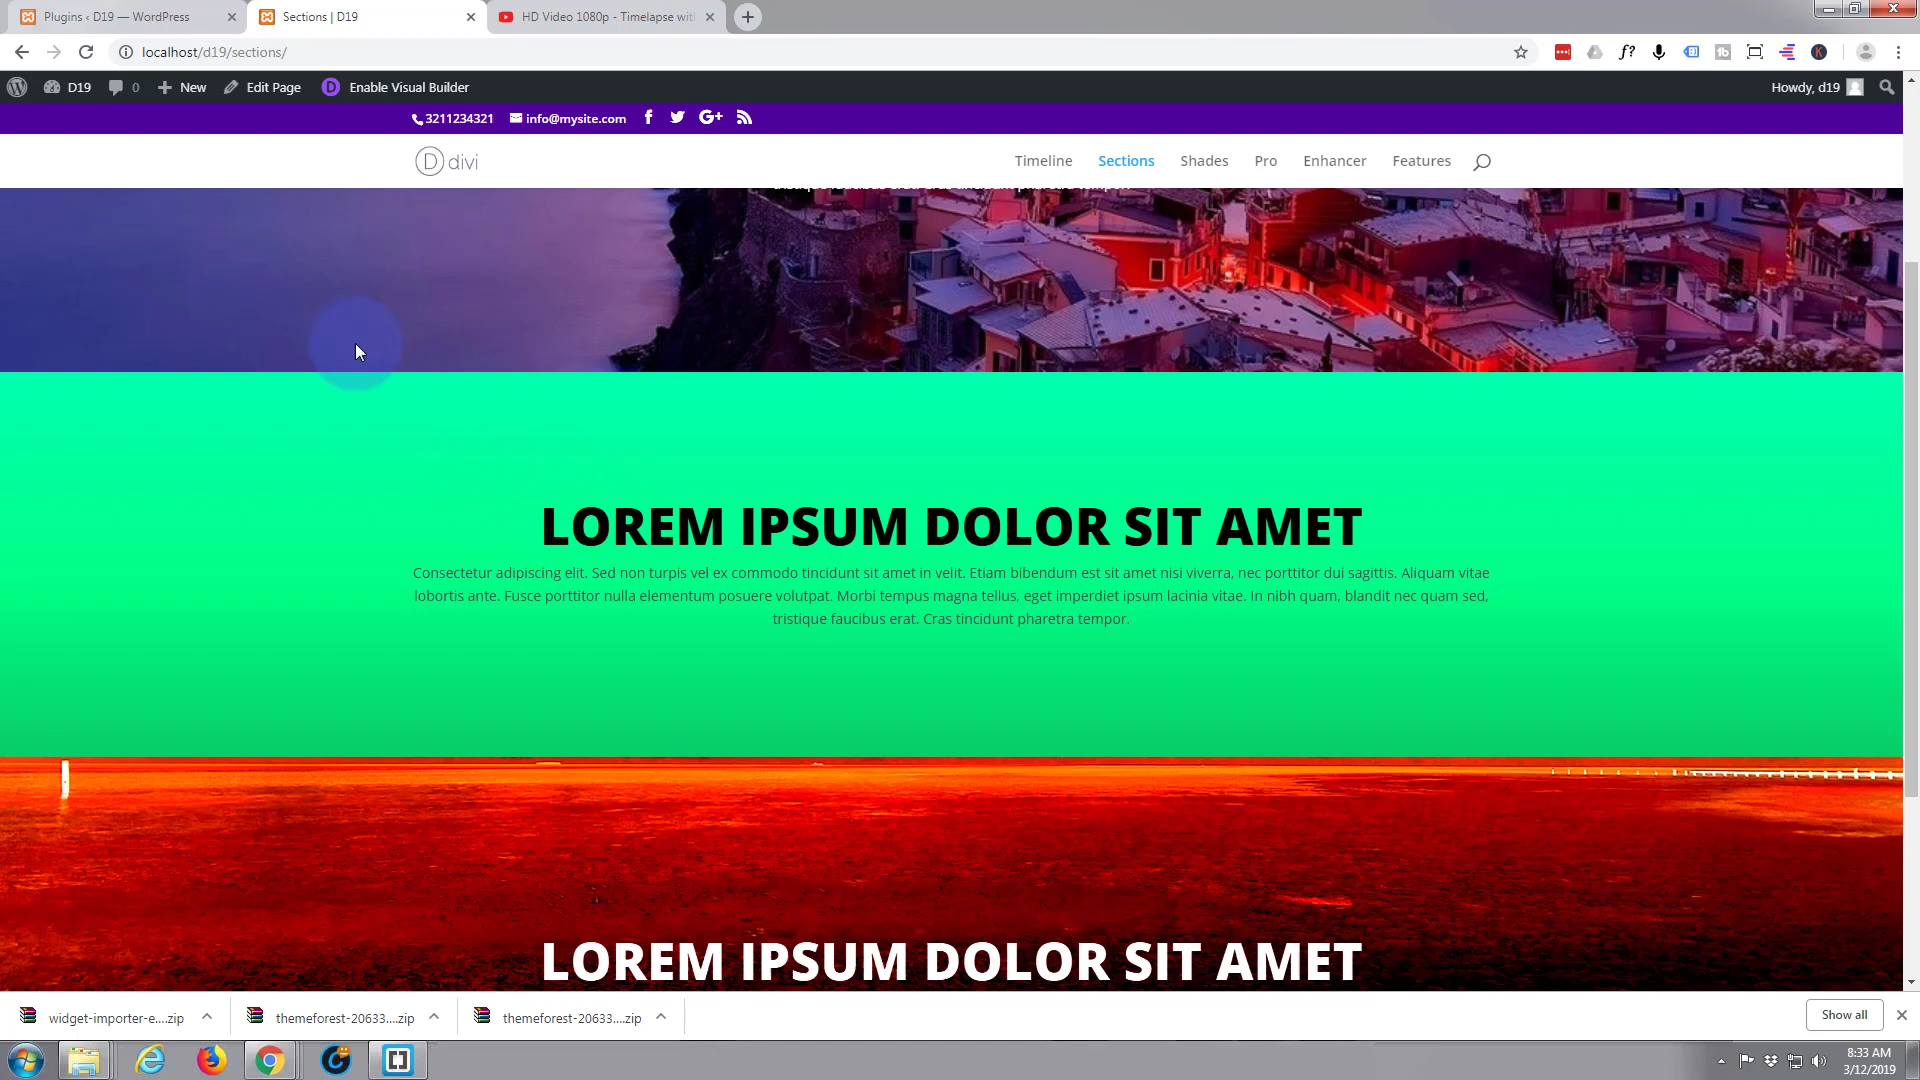 Plugins ‹ D19 — WordPress
Sections | D19
HD Video 1080p - Timelapse with
localhost/d19/sections/
D19
0
New
Edit Page
Enable Visual Builder
Howdy, d19
3211234321
info@mysite.com
G+
D divi
Timeline
Sections
Shades
Pro
Enhancer
Features
LOREM IPSUM DOLOR SIT AMET
Consectetur adipiscing elit. Sed non turpis vel ex commodo tincidunt sit amet in velit. Etiam bibendum est sit amet nisi viverra, nec porttitor dui sagittis. Aliquam vitae
lobortis ante. Fusce porttitor nulla elementum posuere volutpat. Morbi tempus magna tellus, eget imperdiet ipsum lacinia vitae. In nibh quam, blandit nec quam sed,
tristique faucibus erat. Cras tincidunt pharetra tempor.
LOREM IPSUM DOLOR SIT AMET
widget-importer-e....zip
themeforest-20633....zip
themeforest-20633....zip
Show all
8:33 AM
3/12/2019